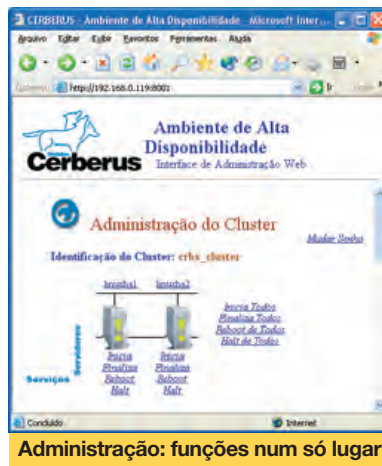 CERBERUS - Ambiente de Alta Disponibilidade - Microsoft Inter...
Arquivo Editar Exibir Favoritos Ferramentas Ajuda
http://192.168.0.119:8001
Ir
Cerberus
Ambiente de Alta
Disponibilidade
Interface de Administração Web
Administração do Cluster
Mudar Senha
Identificação do Cluster: crbs_cluster
Inicia Todos
Finaliza Todos
Reboot de Todos
Halt de Todos
Servidores
Inicia Inicia
Finaliza Finaliza
Reboot Reboot
Halt Halt
Serviços
Concluído
Internet
Administração: funções num só lugar